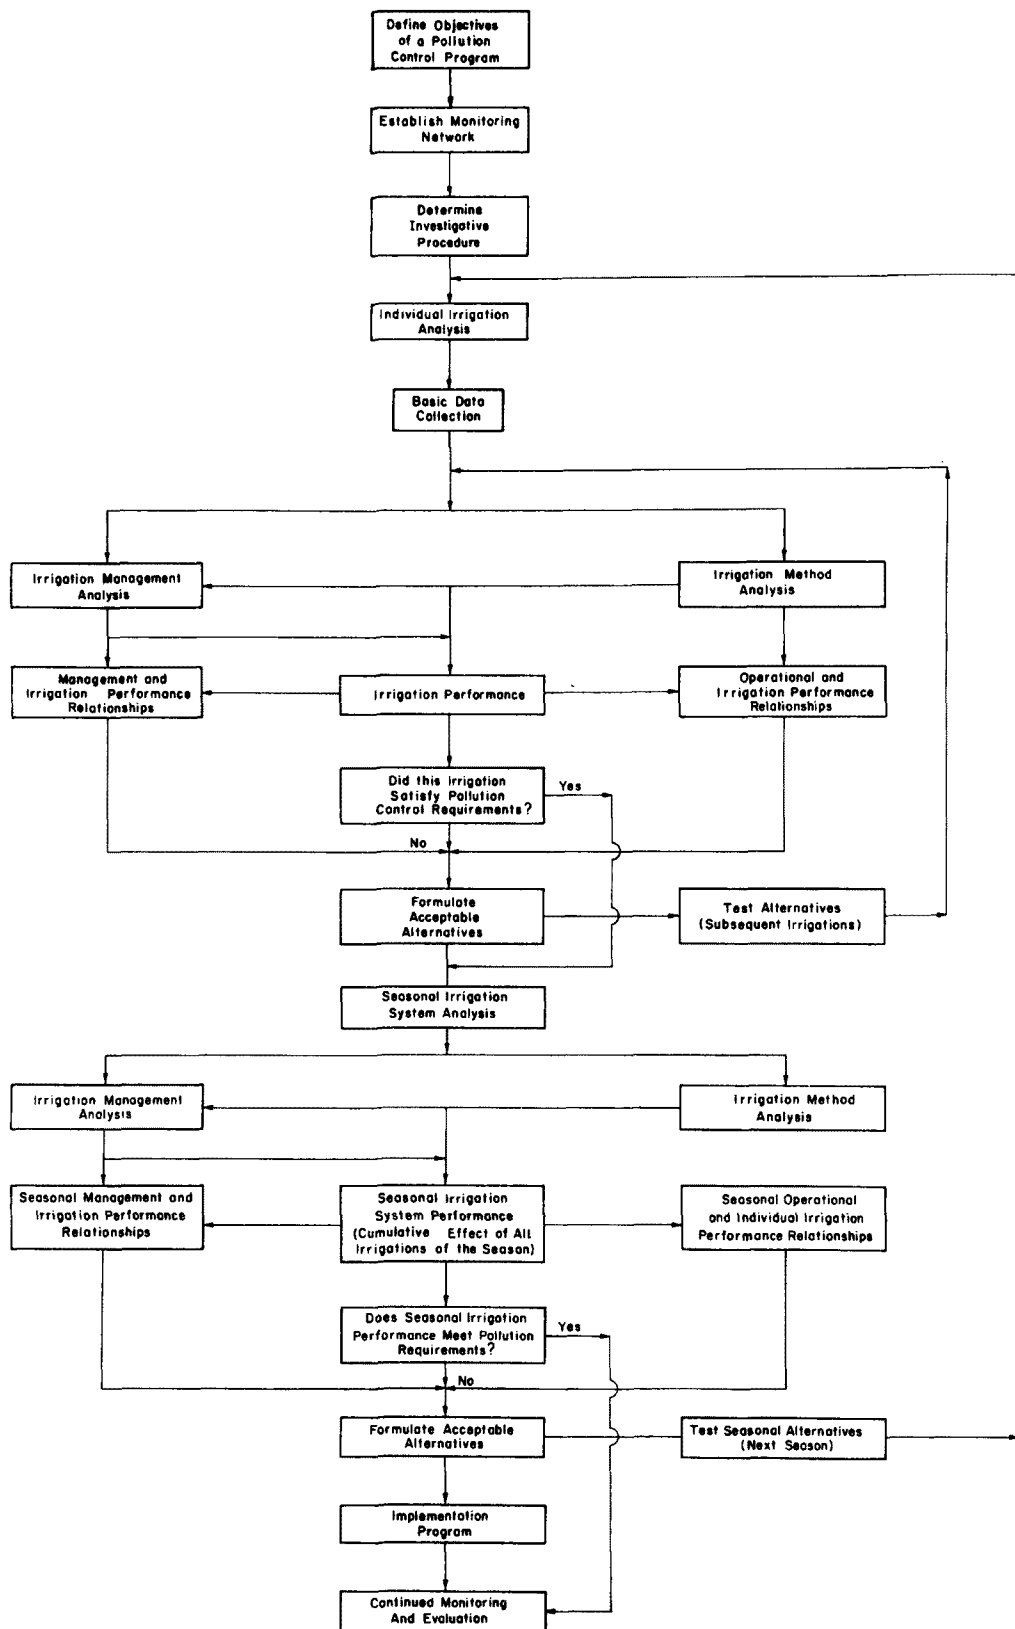 Define Objectives
of a Pollution
Control Program
Establish Monitoring
Network
Determine
Investigative
Procedure
Individual Irrigation
Analysis
Basic Data
Collection
Irrigation Management
Analysis
Irrigation Method
Analysis
Management and
Irrigation Performance
Relationships
Irrigation Performance
Operational and
Irrigation Performance
Relationships
Did this Irrigation
Satisfy Pollution
Control Requirements?
Yes
No
Formulate
Acceptable
Alternatives
Test Alternatives
(Subsequent Irrigations)
Seasonal Irrigation
System Analysis
Irrigation Management
Analysis
Irrigation Method
Analysis
Seasonal Management and
Irrigation Performance
Relationships
Seasonal Irrigation
System Performance
(Cumulative Effect of All
Irrigations of the Season)
Seasonal Operational
and Individual Irrigation
Performance Relationships
Does Seasonal Irrigation
Performance Meet Pollution
Requirements?
Yes
No
Formulate Acceptable
Alternatives
Test Seasonal Alternatives
(Next Season)
Implementation
Program
Continued Monitoring
And Evaluation